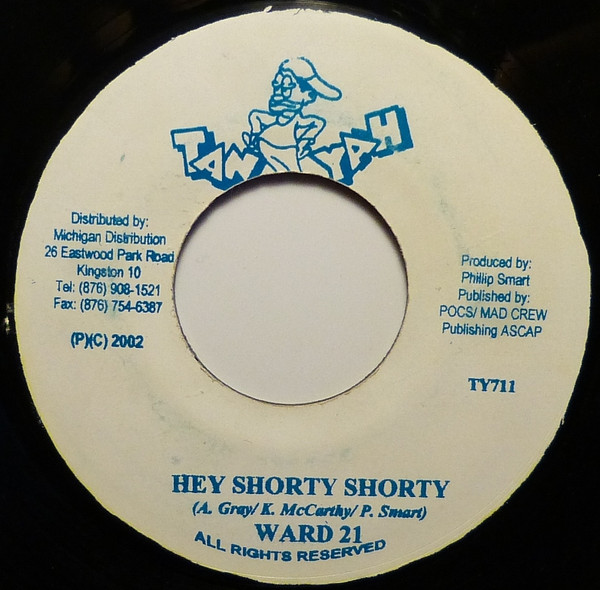 TAN YAH
Distributed by:
Michigan Distribution
26 Eastwood Park Road
Kingston 10
Tel: (876) 908-1521
Fax: (876) 754-6387
(P)(C) 2002
Produced by:
Phillip Smart
Published by:
POCS/ MAD CREW
Publishing ASCAP
TY711
HEY SHORTY SHORTY
(A. Gray/ K. McCarthy/ P. Smart)
WARD 21
ALL RIGHTS RESERVED